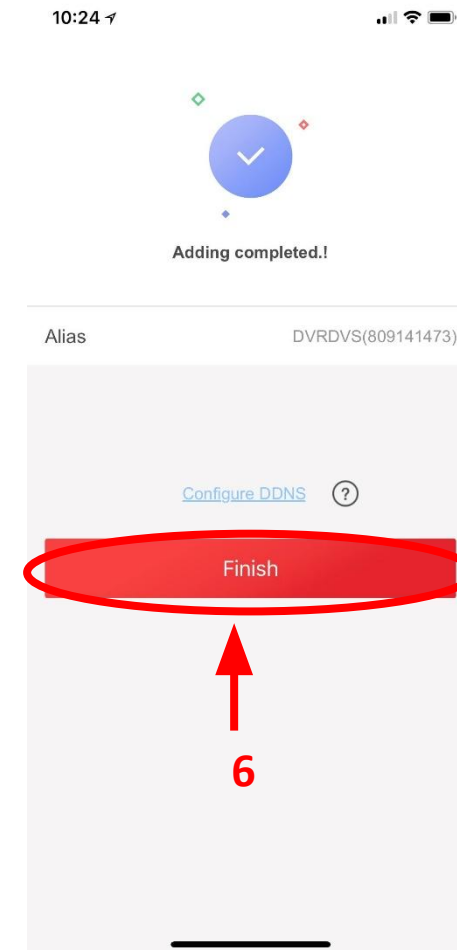 10:24
Adding completed.!
Alias DVRDVS(809141473)
Configure DDNS ?
Finish
6